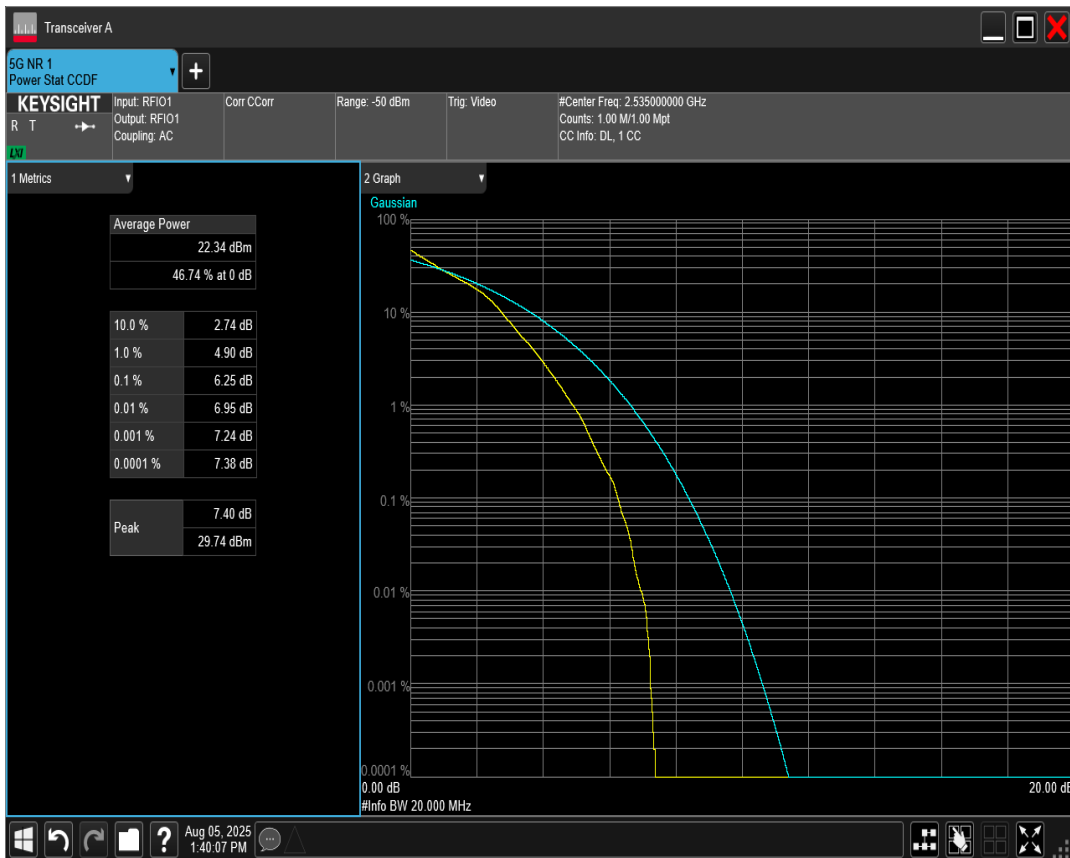 Transceiver A
5G NR 1
Power Stat CCDF
KEYSIGHT
R T
LXI
Input: RFIO1
Output: RFIO1
Coupling: AC
Corr CCorr
Range: -50 dBm
Trig: Video
#Center Freq: 2.535000000 GHz
Counts: 1.00 M/1.00 Mpt
CC Info: DL, 1 CC
1 Metrics
Average Power
22.34 dBm
46.74 % at 0 dB
10.0 % 2.74 dB
1.0 % 4.90 dB
0.1 % 6.25 dB
0.01 % 6.95 dB
0.001 % 7.24 dB
0.0001 % 7.38 dB
Peak
7.40 dB
29.74 dBm
2 Graph
Gaussian
100 %
10 %
1 %
0.1 %
0.01 %
0.001 %
0.0001 %
0.00 dB 20.00 dB
#Info BW 20.000 MHz
?
Aug 05, 2025
1:40:07 PM